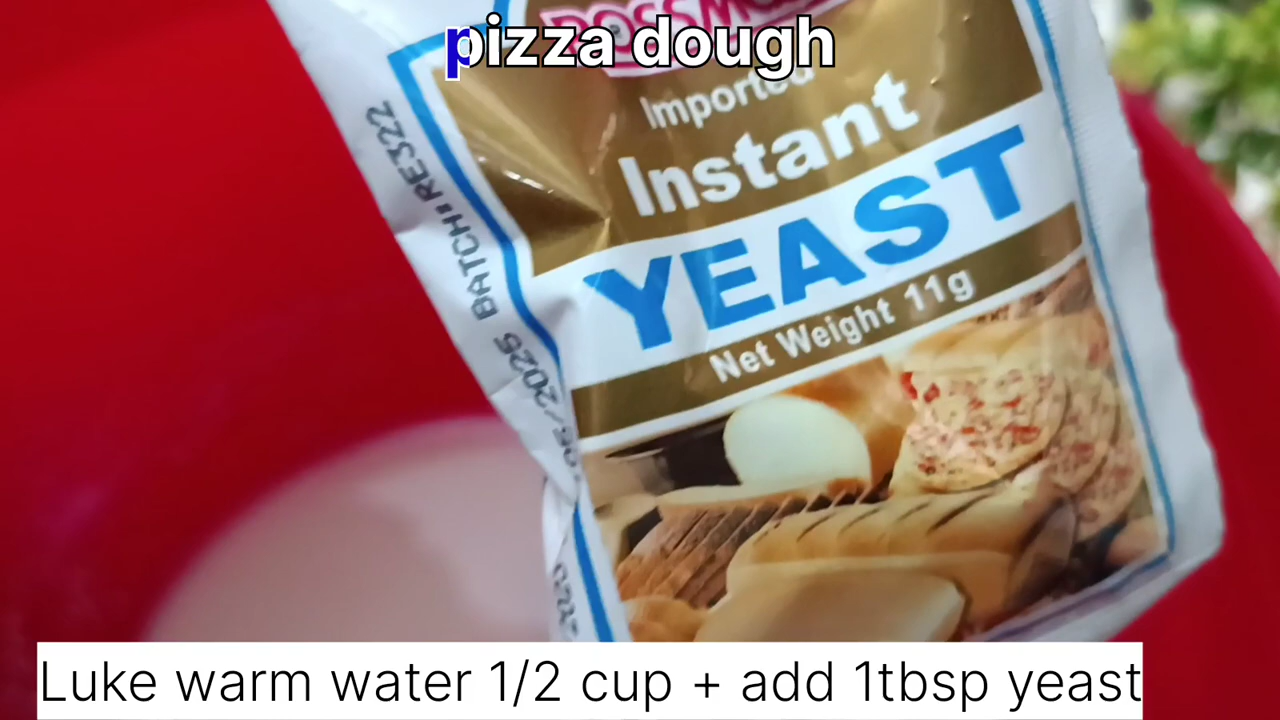 pizza dough
Imported
Instant
YEAST
Net Weight 11g
BATCH:RE322
Luke warm water 1/2 cup + add 1tbsp yeast